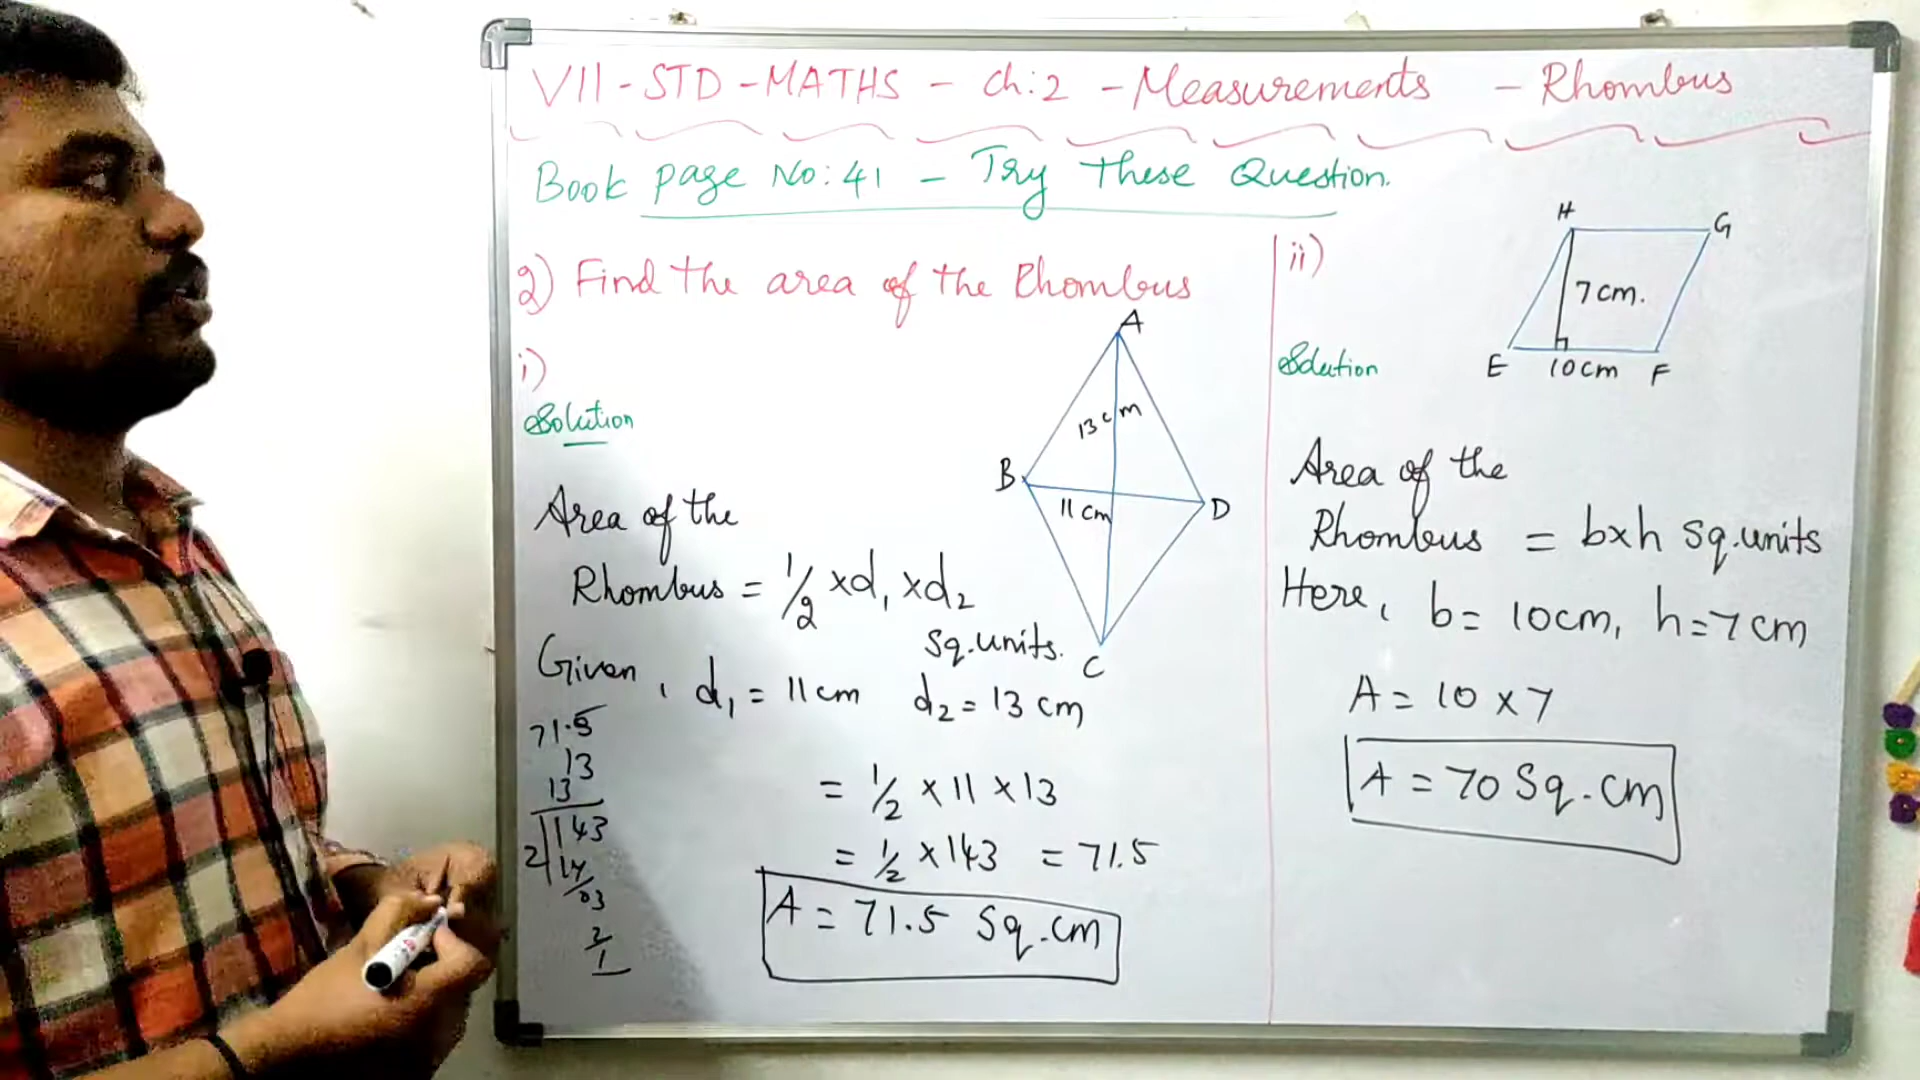 VII - STD - MATHS - Ch:2 - Measurements - Rhombus
Book page No: 41 - Try These Question.
2) Find the area of the Rhombus
i)
Solution
A
13 cm
B
11 cm
D
C
Area of the
Rhombus = 1/2 x d1 x d2
Sq.units.
Given, d1 = 11 cm d2 = 13 cm
71.5
13
13
2 143
14
03
2
1
= 1/2 x 11 x 13
= 1/2 x 143 = 71.5
A = 71.5 Sq.cm
ii)
H
G
7 cm.
E
10 cm
F
Solution
Area of the
Rhombus = bxh Sq.units
Here, b = 10cm, h = 7 cm
A = 10 x 7
A = 70 Sq.cm